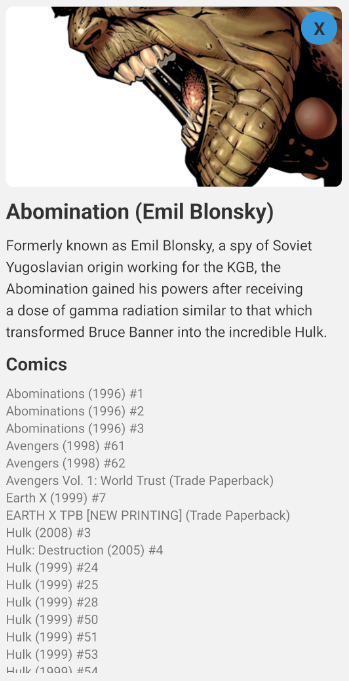 X
Abomination (Emil Blonsky)
Formerly known as Emil Blonsky, a spy of Soviet
Yugoslavian origin working for the KGB, the
Abomination gained his powers after receiving
a dose of gamma radiation similar to that which
transformed Bruce Banner into the incredible Hulk.
Comics
Abominations (1996) #1
Abominations (1996) #2
Abominations (1996) #3
Avengers (1998) #61
Avengers (1998) #62
Avengers Vol. 1: World Trust (Trade Paperback)
Earth X (1999) #7
EARTH X TPB [NEW PRINTING] (Trade Paperback)
Hulk (2008) #3
Hulk: Destruction (2005) #4
Hulk (1999) #24
Hulk (1999) #25
Hulk (1999) #28
Hulk (1999) #50
Hulk (1999) #51
Hulk (1999) #53
Hulk (1999) #54